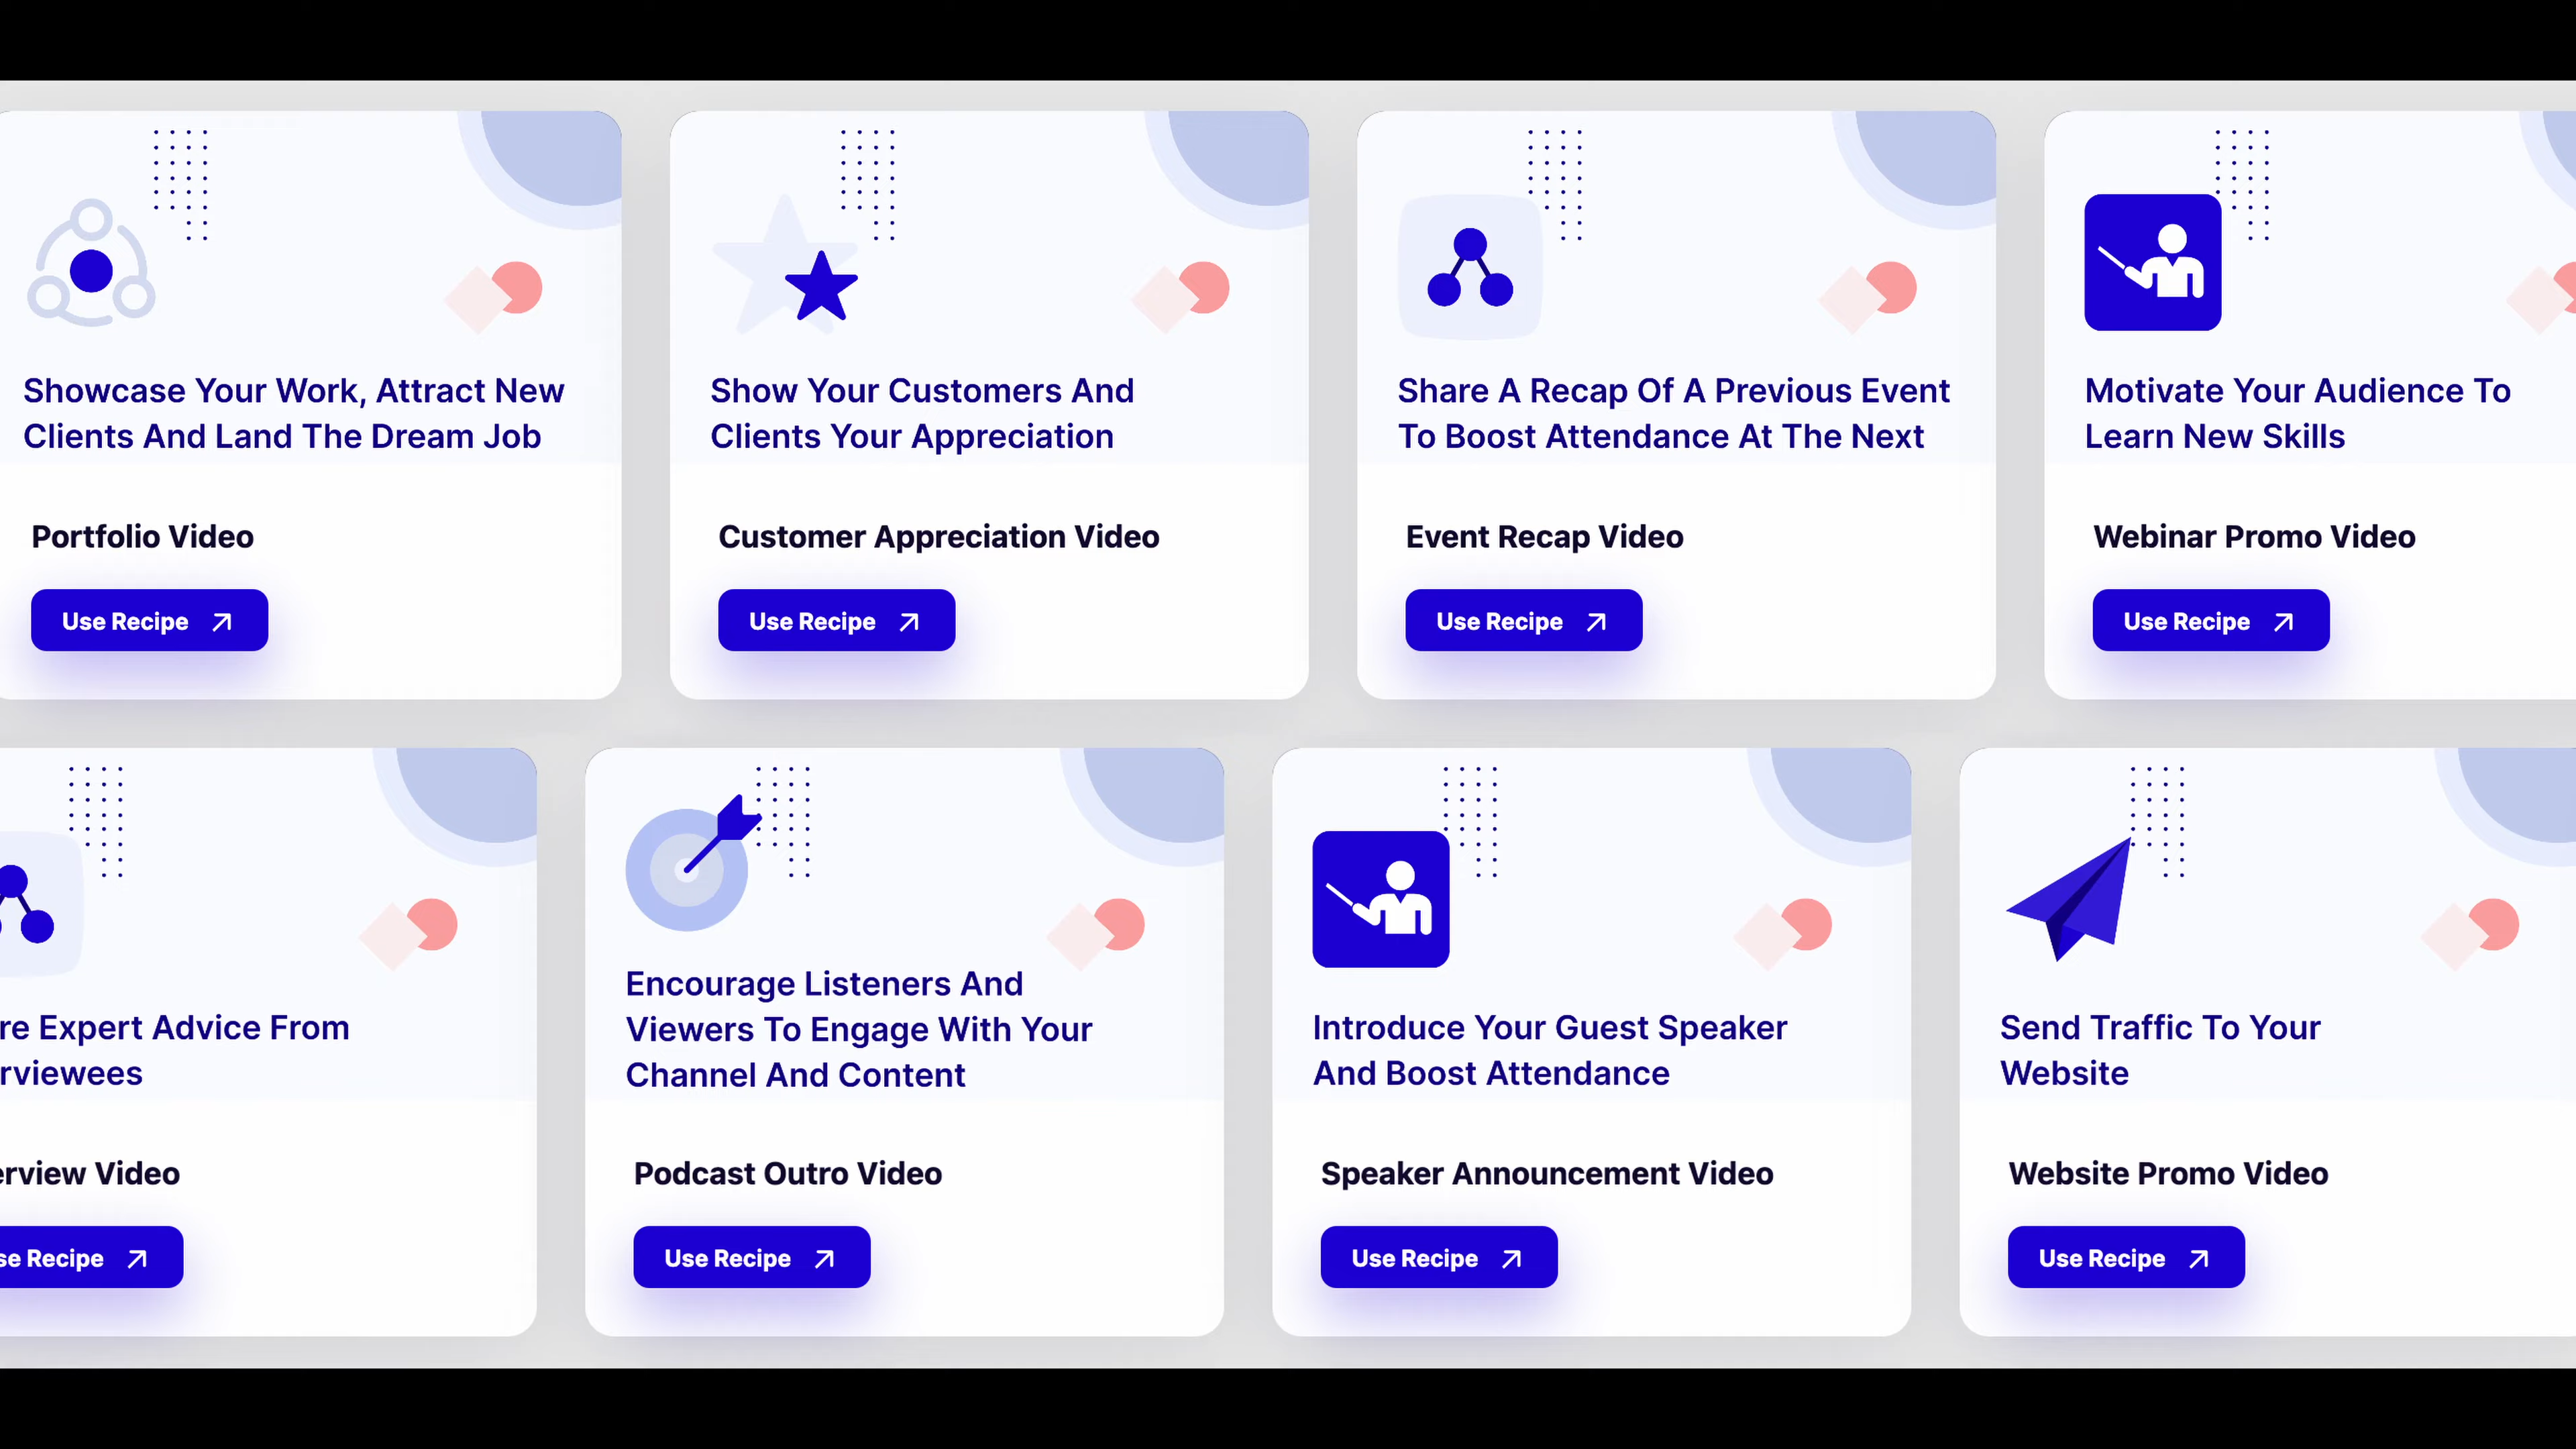 Showcase Your Work, Attract New
Clients And Land The Dream Job
Portfolio Video
Use Recipe
Show Your Customers And
Clients Your Appreciation
Customer Appreciation Video
Use Recipe
Share A Recap Of A Previous Event
To Boost Attendance At The Next
Event Recap Video
Use Recipe
Motivate Your Audience To
Learn New Skills
Webinar Promo Video
Use Recipe
Expert Advice From
Video
Recipe
Encourage Listeners And
Viewers To Engage With Your
Channel And Content
Podcast Outro Video
Use Recipe
Introduce Your Guest Speaker
And Boost Attendance
Speaker Announcement Video
Use Recipe
Send Traffic To Your
Website
Website Promo Video
Use Recipe